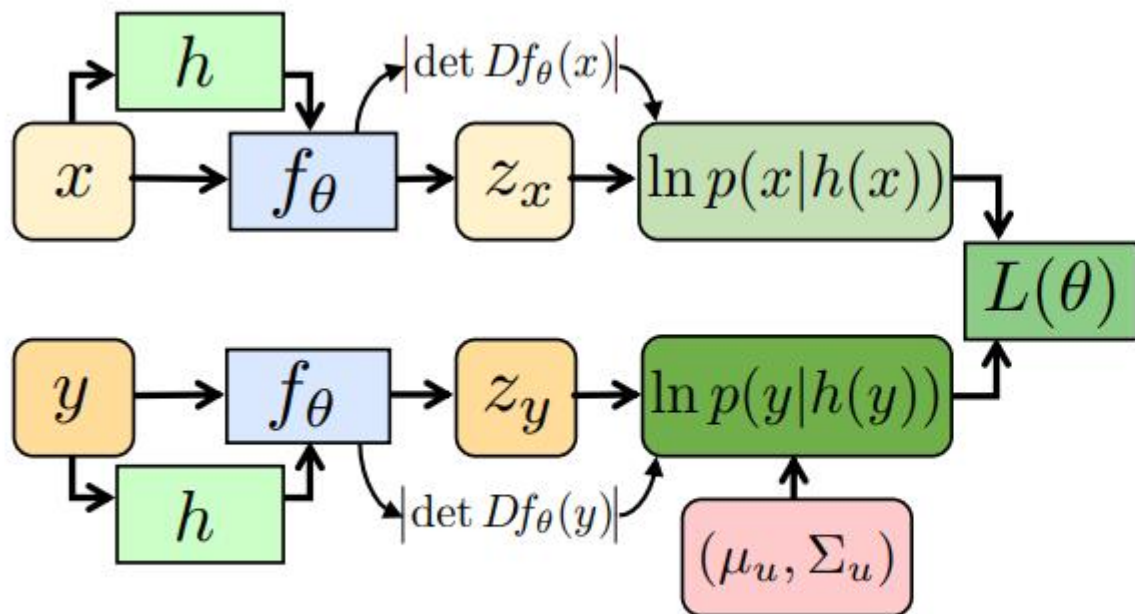 h
|det Df_θ(x)|
x
f_θ
z_x
ln p(x|h(x))
L(θ)
y
f_θ
z_y
ln p(y|h(y))
h
|det Df_θ(y)|
(μ_u, Σ_u)